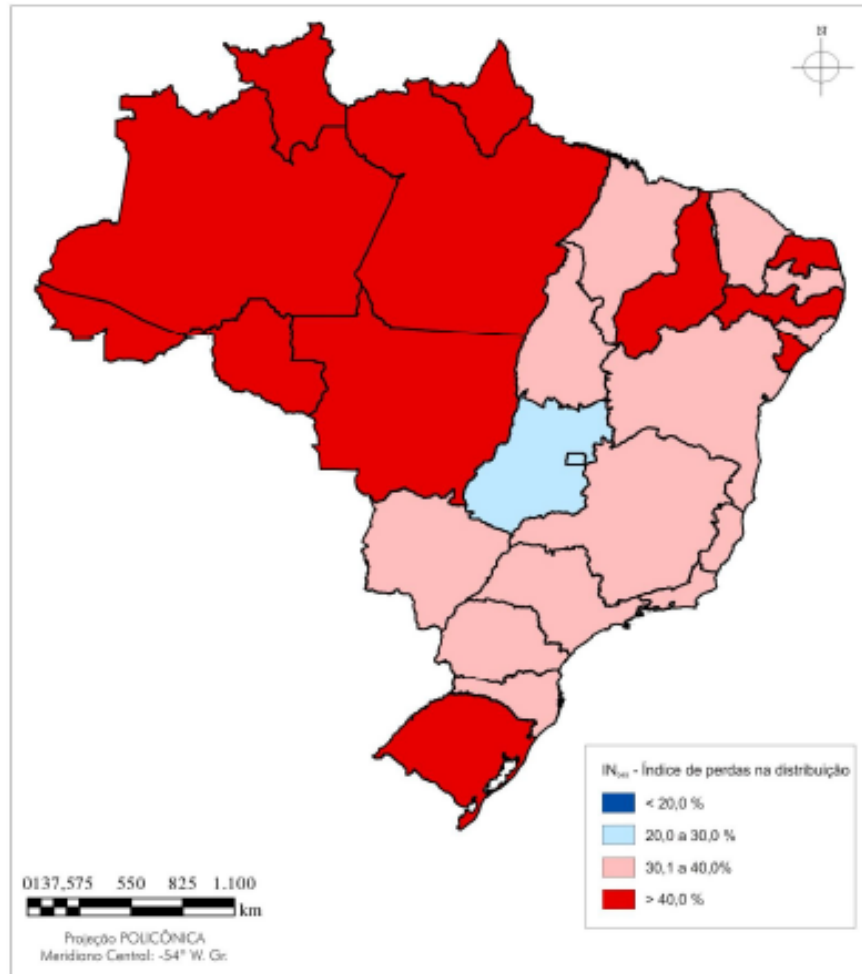 N
IN₀₄₉ - Índice de perdas na distribuição
< 20,0 %
20,0 a 30,0 %
30,1 a 40,0%
> 40,0 %
0137,575 550 825 1.100
km
Projeção POLICÔNICA
Meridiano Central: -54° W. Gr.